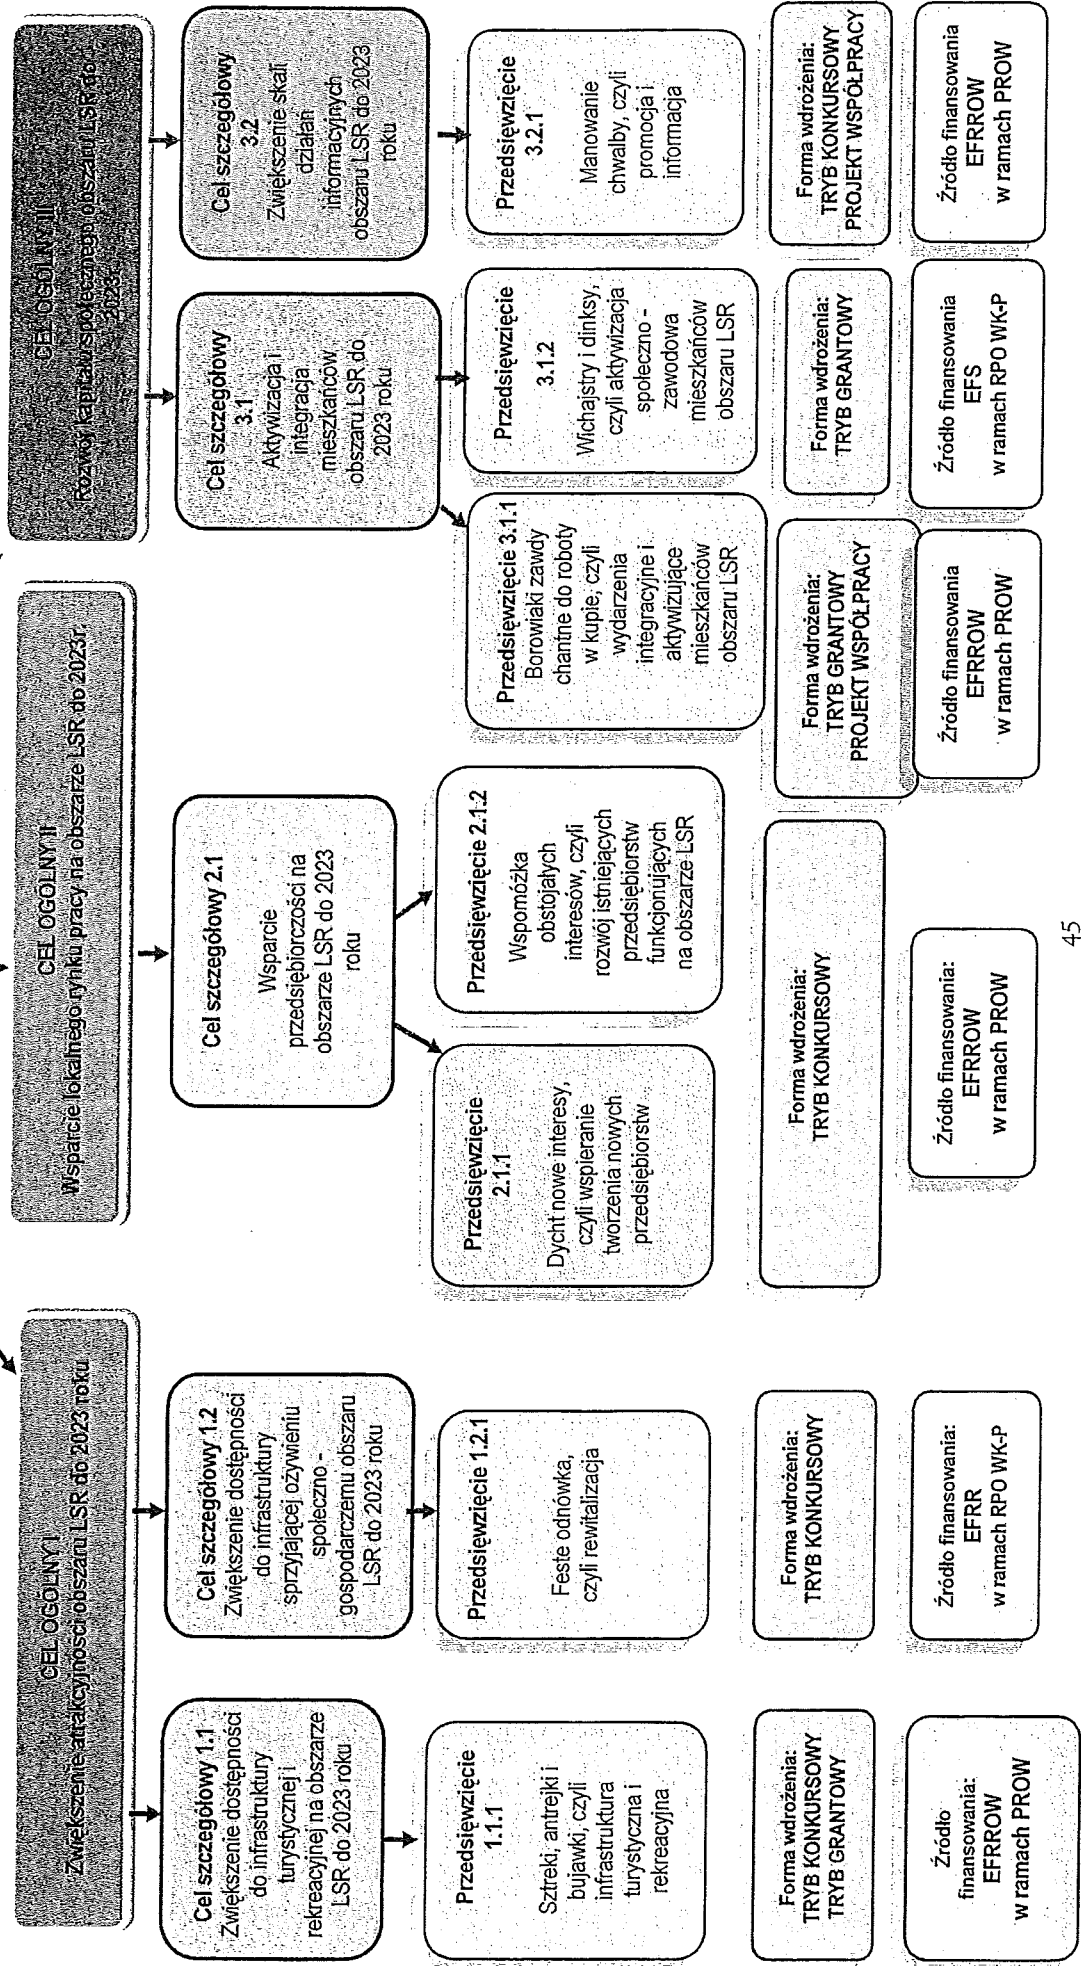 CEL OGÓLNY I
Zwiększenie atrakcyjności obszaru LSR do 2023 roku
Cel szczegółowy 1.1
Zwiększenie dostępności
do infrastruktury
turystycznej i
rekreacyjnej na obszarze
LSR do 2023 roku
Przedsięwzięcie
1.1.1
Sztreki, antrejki i
bujawki, czyli
infrastruktura
turystyczna i
rekreacyjna
Forma wdrożenia:
TRYB KONKURSOWY
TRYB GRANTOWY
Źródło
finansowania:
EFRROW
w ramach PROW
Cel szczegółowy 1.2
Zwiększenie dostępności
do infrastruktury
sprzyjającej ożywieniu
społeczno -
gospodarczemu obszaru
LSR do 2023 roku
Przedsięwzięcie 1.2.1
Feste odnówka,
czyli rewitalizacja
Forma wdrożenia:
TRYB KONKURSOWY
Źródło finansowania:
EFRR
w ramach RPO WK-P
CEL OGÓLNY II
Wsparcie lokalnego rynku pracy na obszarze LSR do 2023r.
Cel szczegółowy 2.1
Wsparcie
przedsiębiorczości na
obszarze LSR do 2023
roku
Przedsięwzięcie
2.1.1
Dycht nowe interesy,
czyli wspieranie
tworzenia nowych
przedsiębiorstw
Przedsięwzięcie 2.1.2
Wspomóżka
obstojałych
interesów, czyli
rozwój istniejących
przedsiębiorstw
funkcjonujących
na obszarze LSR
Forma wdrożenia:
TRYB KONKURSOWY
Źródło finansowania:
EFRROW
w ramach PROW
CEL OGÓLNY III
Rozwój kapitału społecznego obszaru LSR do
2023r.
Cel szczegółowy
3.1
Aktywizacja i
integracja
mieszkańców
obszaru LSR do
2023 roku
Przedsięwzięcie 3.1.1
Borowiaki zawdy
chantne do roboty
w kupie, czyli
wydarzenia
integracyjne i
aktywizujące
mieszkańców
obszaru LSR
Forma wdrożenia:
TRYB GRANTOWY
PROJEKT WSPÓŁPRACY
Źródło finansowania
EFRROW
w ramach PROW
Przedsięwzięcie
3.1.2
Wichajstry i dinksy,
czyli aktywizacja
społeczno -
zawodowa
mieszkańców
obszaru LSR
Forma wdrożenia:
TRYB GRANTOWY
Źródło finansowania
EFS
w ramach RPO WK-P
Cel szczegółowy
3.2
Zwiększenie skali
działań
informacyjnych
obszaru LSR do 2023
roku
Przedsięwzięcie
3.2.1
Manowanie
chwalby, czyli
promocja i
informacja
Forma wdrożenia:
TRYB KONKURSOWY
PROJEKT WSPÓŁPRACY
Źródło finansowania
EFRROW
w ramach PROW
45